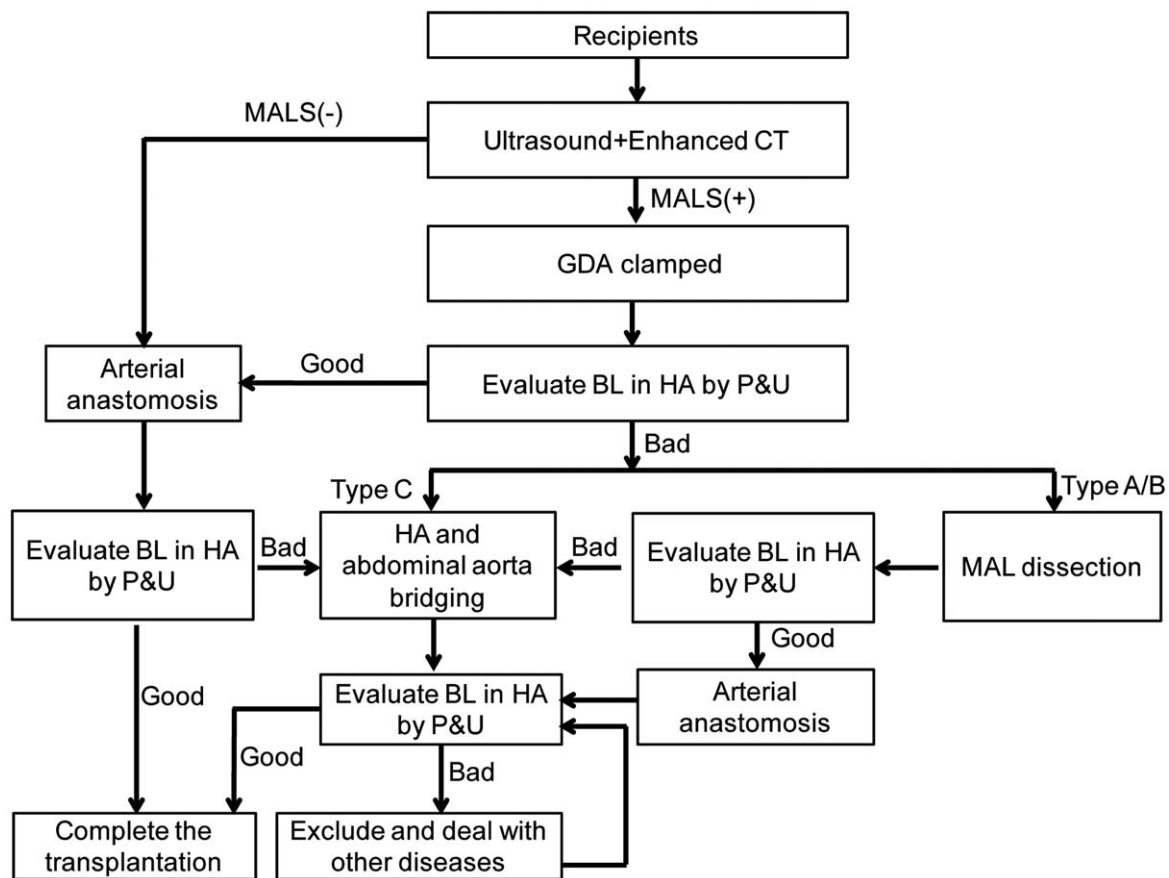 Recipients
MALS(-)
Ultrasound+Enhanced CT
MALS(+)
GDA clamped
Arterial
anastomosis
Good
Evaluate BL in HA by P&U
Bad
Type C
Type A/B
Evaluate BL in HA
by P&U
Bad
HA and
abdominal aorta
bridging
Bad
Evaluate BL in HA
by P&U
MAL dissection
Good
Good
Evaluate BL in HA
by P&U
Arterial
anastomosis
Good
Bad
Complete the
transplantation
Exclude and deal with
other diseases